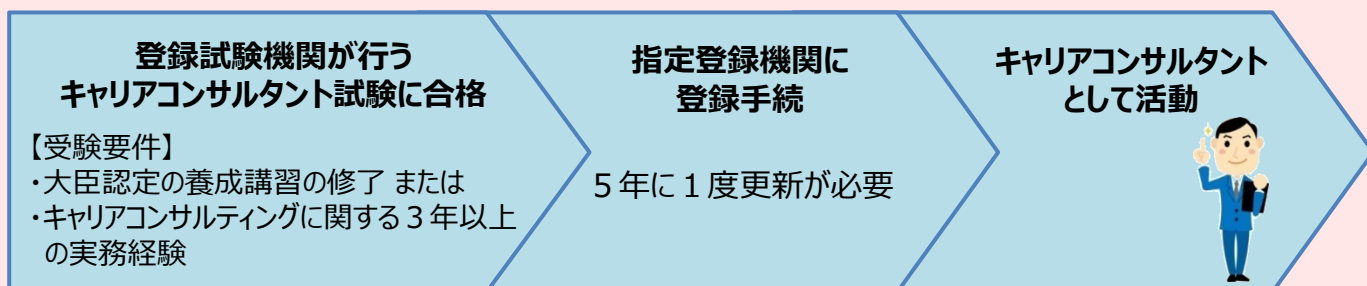 登録試験機関が行う
キャリアコンサルタント試験に合格
【受験要件】
・大臣認定の養成講習の修了 または
・キャリアコンサルティングに関する３年以上
の実務経験
指定登録機関に
登録手続
５年に１度更新が必要
キャリアコンサルタント
として活動